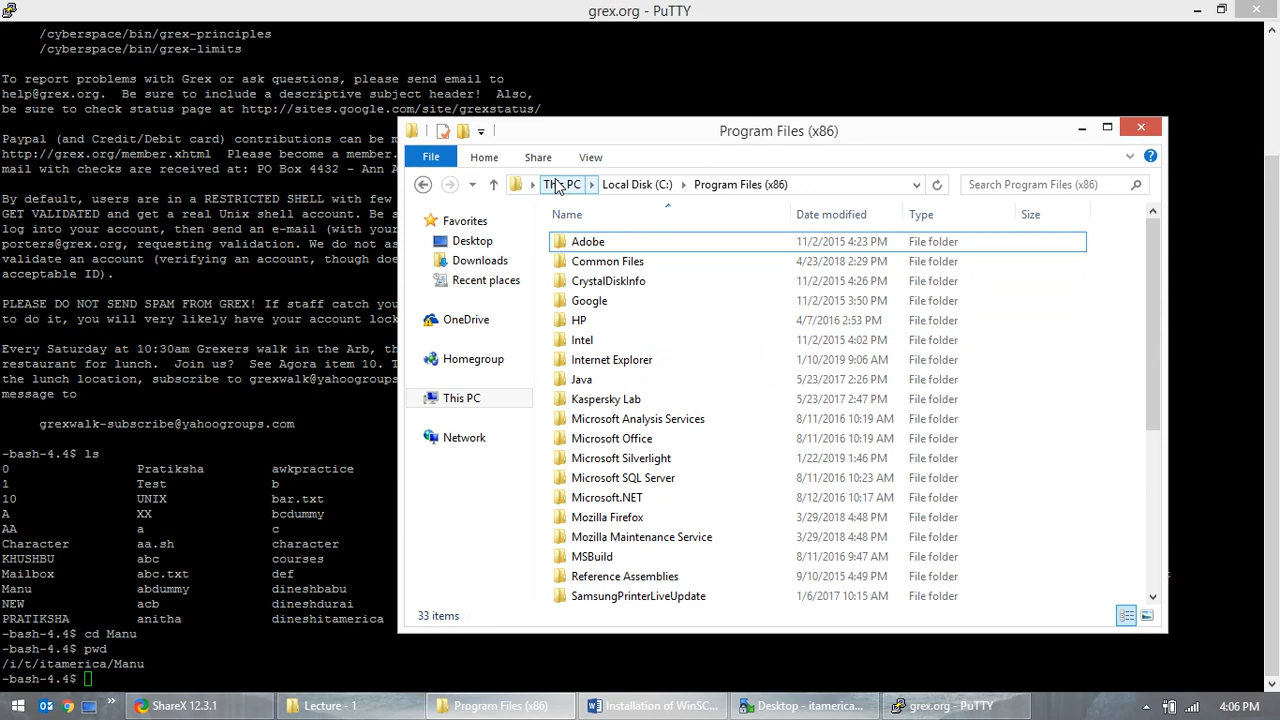 grex.org - PuTTY
/cyberspace/bin/grex-principles
/cyberspace/bin/grex-limits
To report problems with Grex or ask questions, please send email to
help@grex.org.  Be sure to include a descriptive subject header!  Also,
be sure to check status page at http://sites.google.com/site/grexstatus/
Paypal (and Credit/Debit card) contributions can be m
http://grex.org/member.xhtml  Please become a member.
mail with checks are received at: PO Box 4432 - Ann A
By default, users are in a RESTRICTED SHELL with few
GET VALIDATED and get a real Unix shell account. Be s
log into your account, then send an e-mail (with your
porters@grex.org, requesting validation. We do not as
validate an account (verifying an account, though doe
acceptable ID).
PLEASE DO NOT SEND SPAM FROM GREX! If staff catch you
to do it, you will very likely have your account lock
Every Saturday at 10:30am Grexers walk in the Arb, th
restaurant for lunch.  Join us?  See Agora item 10. T
the lunch location, subscribe to grexwalk@yahoogroups
message to
grexwalk-subscribe@yahoogroups.com
-bash-4.4$ ls
0 Pratiksha awkpractice
1 Test b
10 UNIX bar.txt
A XX bcdummy
AA a c
Character aa.sh character
KHUSHBU abc courses
Mailbox abc.txt def
Manu abdummy dineshbabu
NEW acb dineshdurai
PRATIKSHA anitha dineshitamerica
-bash-4.4$ cd Manu
-bash-4.4$ pwd
/i/t/itamerica/Manu
-bash-4.4$
Program Files (x86)
File Home Share View
This PC Local Disk (C:) Program Files (x86) Search Program Files (x86)
Favorites
Desktop
Downloads
Recent places
OneDrive
Homegroup
This PC
Network
Name Date modified Type Size
Adobe 11/2/2015 4:23 PM File folder
Common Files 4/23/2018 2:29 PM File folder
CrystalDiskInfo 11/2/2015 4:26 PM File folder
Google 11/2/2015 3:50 PM File folder
HP 4/7/2016 2:53 PM File folder
Intel 11/2/2015 4:02 PM File folder
Internet Explorer 1/10/2019 9:06 AM File folder
Java 5/23/2017 2:26 PM File folder
Kaspersky Lab 5/23/2017 2:47 PM File folder
Microsoft Analysis Services 8/11/2016 10:19 AM File folder
Microsoft Office 8/11/2016 10:19 AM File folder
Microsoft Silverlight 1/22/2019 1:46 PM File folder
Microsoft SQL Server 8/11/2016 10:23 AM File folder
Microsoft.NET 8/12/2016 10:17 AM File folder
Mozilla Firefox 3/29/2018 4:48 PM File folder
Mozilla Maintenance Service 3/29/2018 4:48 PM File folder
MSBuild 8/11/2016 9:47 AM File folder
Reference Assemblies 9/10/2015 4:49 PM File folder
SamsungPrinterLiveUpdate 1/6/2017 10:15 AM File folder
33 items
ShareX 12.3.1 Lecture - 1 Program Files (x86) Installation of WinSC... Desktop - itamerica... grex.org - PuTTY 4:06 PM